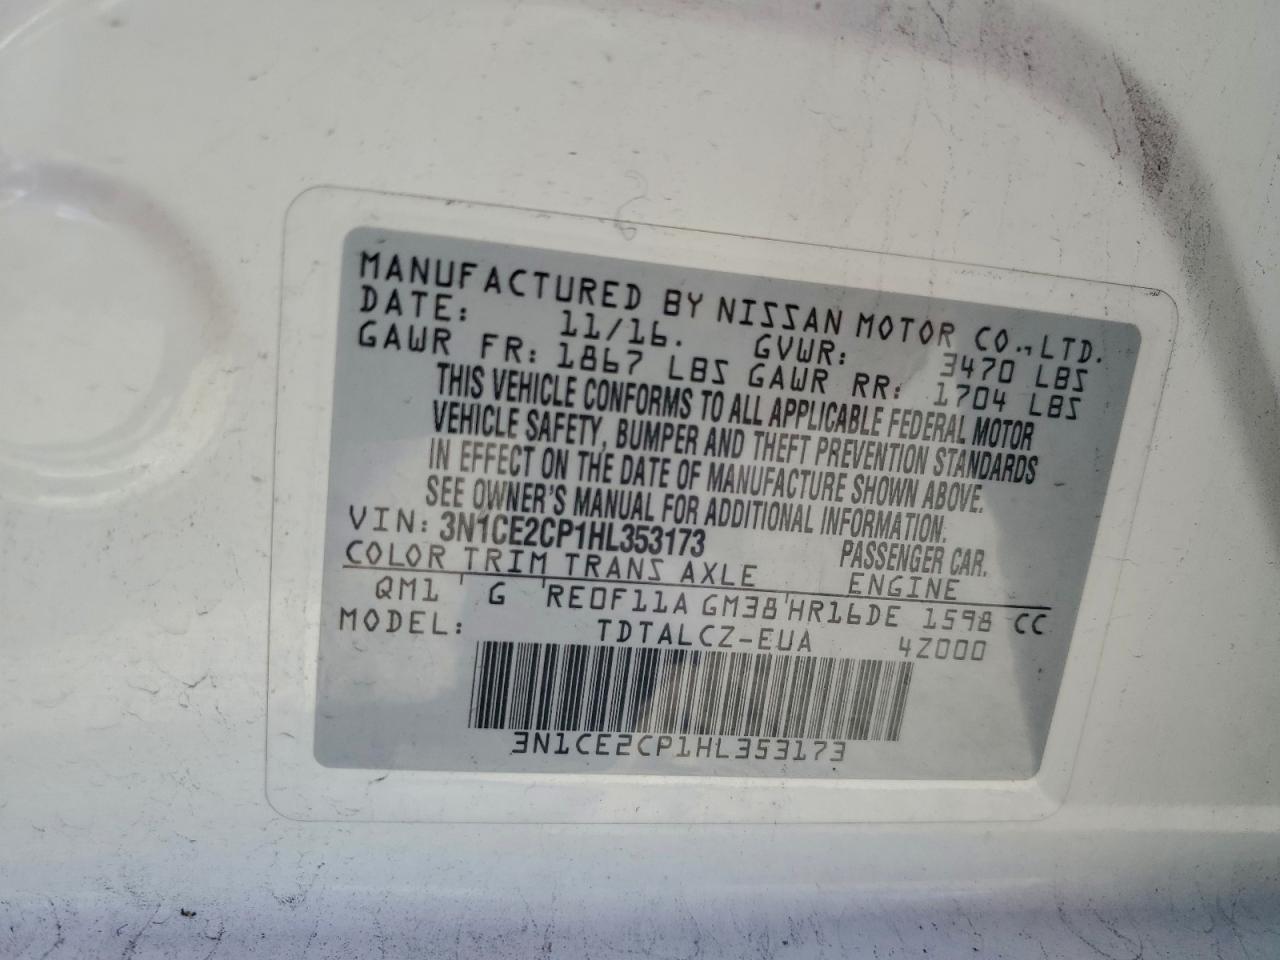 MANUFACTURED BY NISSAN MOTOR CO., LTD.
DATE: 11/16. GVWR: 3470 LBS
GAWR FR: 1867 LBS GAWR RR: 1704 LBS
THIS VEHICLE CONFORMS TO ALL APPLICABLE FEDERAL MOTOR
VEHICLE SAFETY, BUMPER AND THEFT PREVENTION STANDARDS
IN EFFECT ON THE DATE OF MANUFACTURE SHOWN ABOVE.
SEE OWNER'S MANUAL FOR ADDITIONAL INFORMATION.
VIN: 3N1CE2CP1HL353173 PASSENGER CAR.
COLOR TRIM TRANS AXLE ENGINE
QM1 ' G ' RE0F11A GM38 ' HR16DE 1598 CC
MODEL: TDTALCZ-EUA 4Z000
3N1CE2CP1HL353173